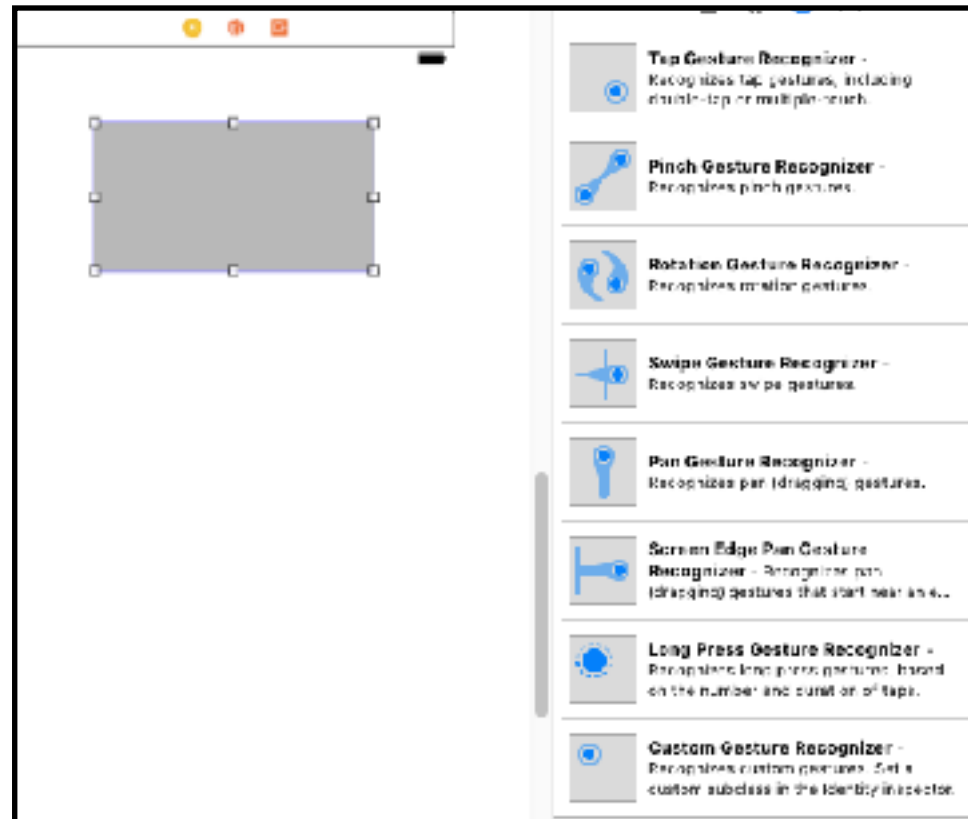 Tap Gesture Recognizer -
Recognizes tap gestures, including
double-tap or multiple-touch.
Pinch Gesture Recognizer -
Recognizes pinch gestures.
Rotation Gesture Recognizer -
Recognizes rotation gestures.
Swipe Gesture Recognizer -
Recognizes swipe gestures.
Pan Gesture Recognizer -
Recognizes pan (dragging) gestures.
Screen Edge Pan Gesture
Recognizer - Recognizes pan
(dragging) gestures that start near an e...
Long Press Gesture Recognizer -
Recognizes long press gestures, based
on the number and duration of taps.
Custom Gesture Recognizer -
Recognizes custom gestures. Set a
custom subclass in the identity inspector.